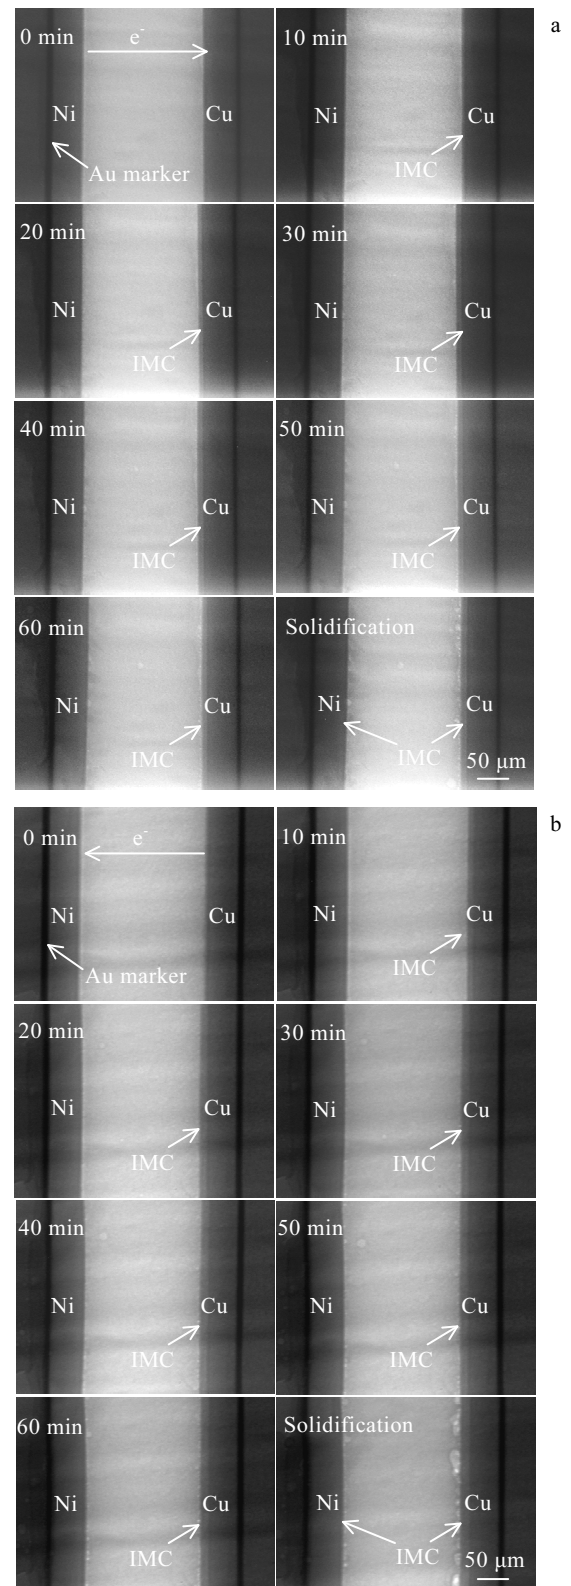 a
0 min
e-
Ni
Cu
Au marker
10 min
Ni
Cu
IMC
20 min
Ni
Cu
IMC
30 min
Ni
Cu
IMC
40 min
Ni
Cu
IMC
50 min
Ni
Cu
IMC
60 min
Ni
Cu
IMC
Solidification
Ni
Cu
IMC
50 μm
b
0 min
e-
Ni
Cu
Au marker
10 min
Ni
Cu
IMC
20 min
Ni
Cu
IMC
30 min
Ni
Cu
IMC
40 min
Ni
Cu
IMC
50 min
Ni
Cu
IMC
60 min
Ni
Cu
IMC
Solidification
Ni
Cu
IMC
50 μm